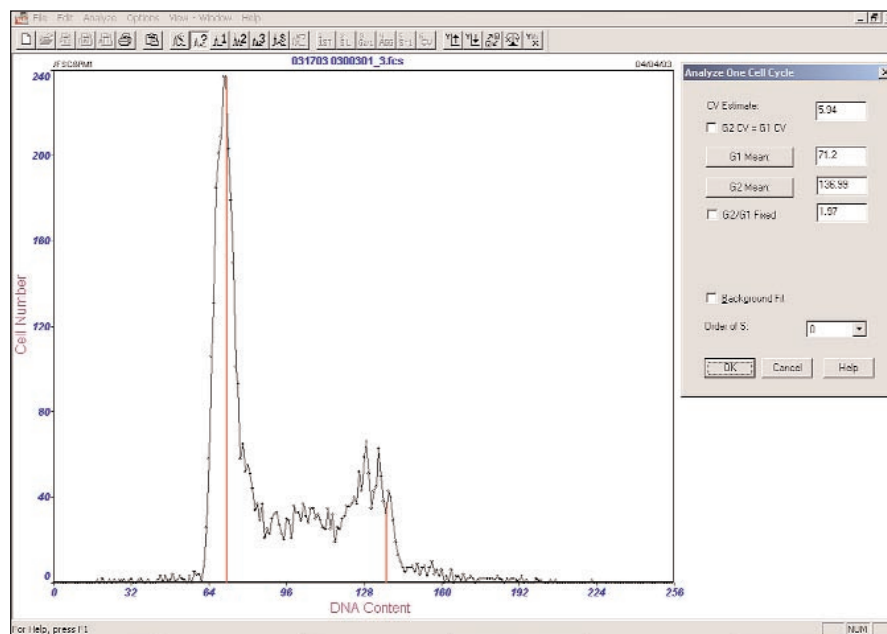 File Edit Analyze Options View - Window Help
/FSC8RM1 031703 0300301_3.fcs 04/04/03
240
200
160
120
80
40
0
Cell Number
0 32 64 96 128 160 192 224 256
DNA Content
Analyze One Cell Cycle
CV Estimate: 5.94
G2 CV = G1 CV
G1 Mean: 71.2
G2 Mean: 136.99
G2/G1 Fixed 1.97
Background Fit
Order of S: 0
OK Cancel Help
For Help, press F1 NUM